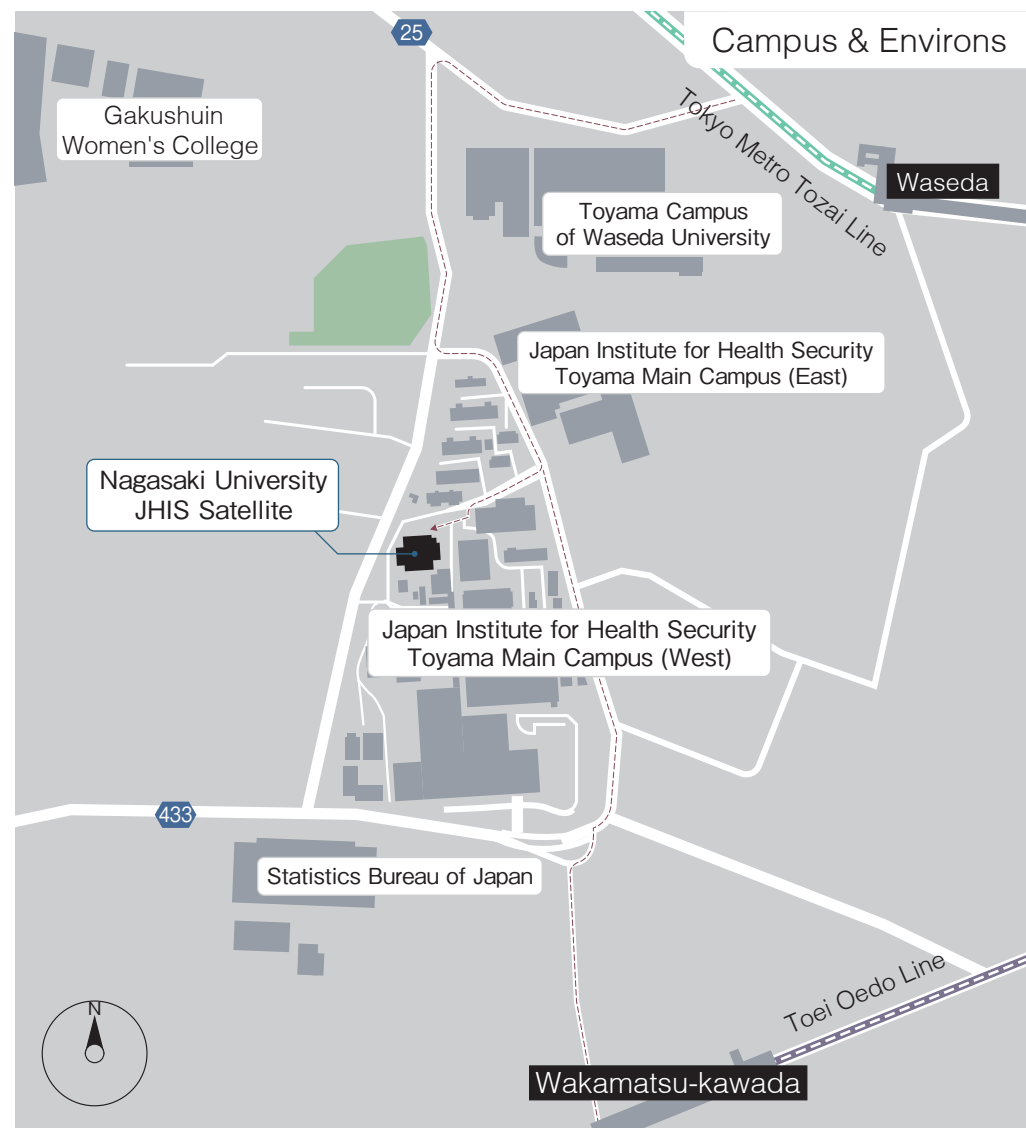 25
Campus & Environs
Gakushuin
Women's College
Tokyo Metro Tozai Line
Waseda
Toyama Campus
of Waseda University
Japan Institute for Health Security
Toyama Main Campus (East)
Nagasaki University
JHIS Satellite
Japan Institute for Health Security
Toyama Main Campus (West)
433
Statistics Bureau of Japan
Toei Oedo Line
N
Wakamatsu-kawada